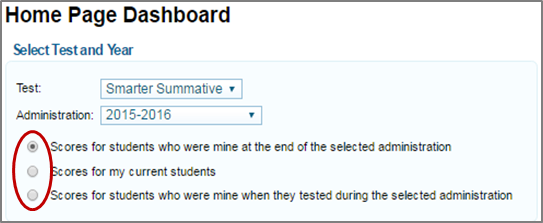 Home Page Dashboard
Select Test and Year
Test: Smarter Summative
Administration: 2015-2016
Scores for students who were mine at the end of the selected administration
Scores for my current students
Scores for students who were mine when they tested during the selected administration